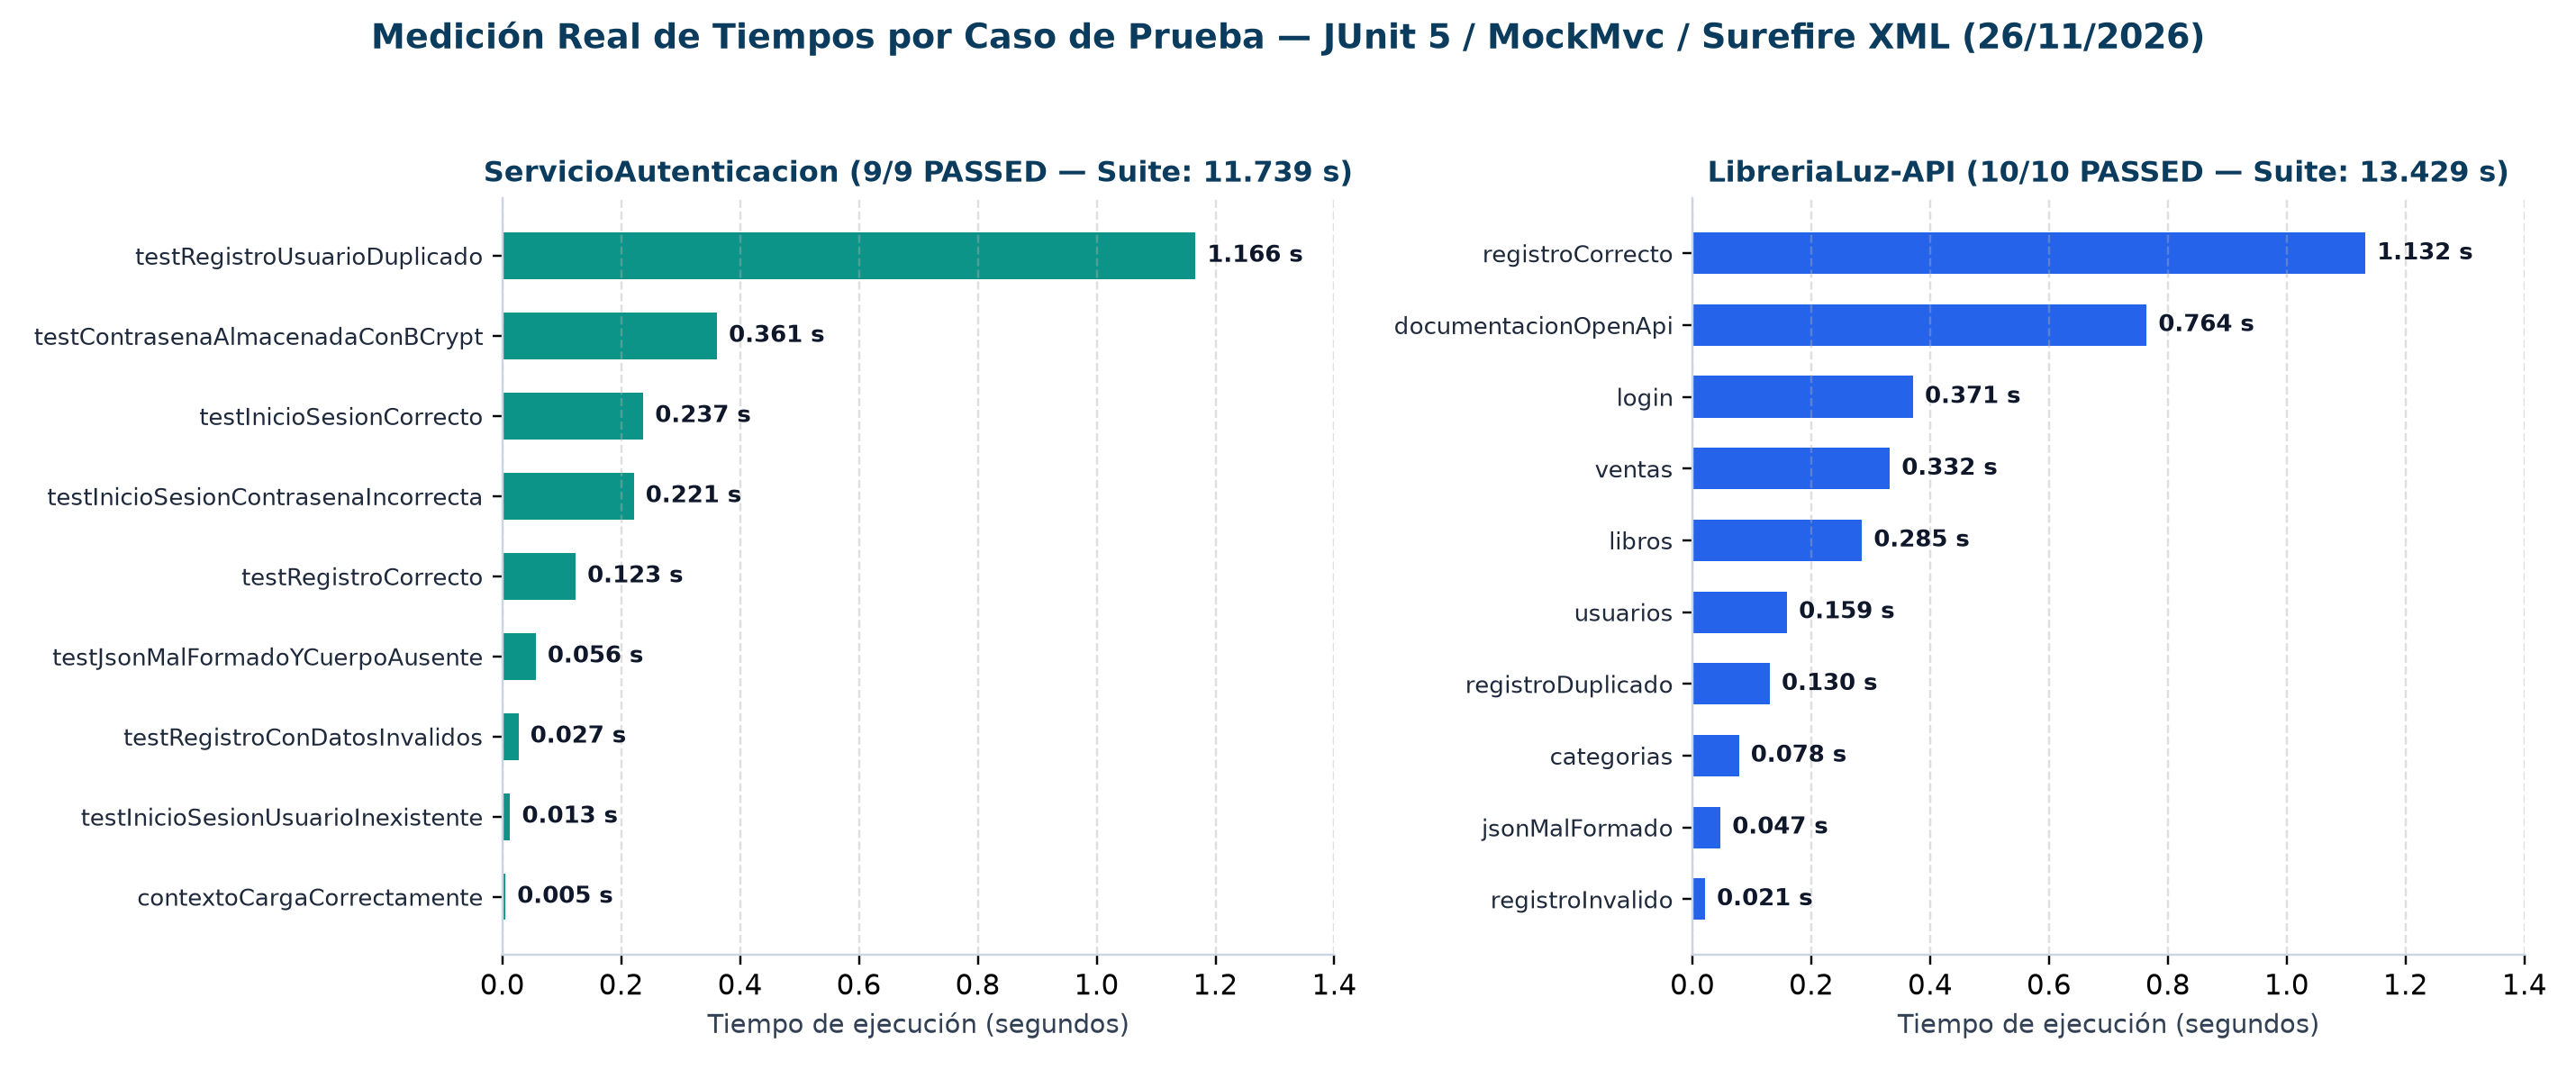 Medición Real de Tiempos por Caso de Prueba — JUnit 5 / MockMvc / Surefire XML (26/11/2026)
ServicioAutenticacion (9/9 PASSED — Suite: 11.739 s)
testRegistroUsuarioDuplicado 1.166 s
testContrasenaAlmacenadaConBCrypt 0.361 s
testInicioSesionCorrecto 0.237 s
testInicioSesionContrasenaIncorrecta 0.221 s
testRegistroCorrecto 0.123 s
testJsonMalFormadoYCuerpoAusente 0.056 s
testRegistroConDatosInvalidos 0.027 s
testInicioSesionUsuarioInexistente 0.013 s
contextoCargaCorrectamente 0.005 s
0.0 0.2 0.4 0.6 0.8 1.0 1.2 1.4
Tiempo de ejecución (segundos)
LibreriaLuz-API (10/10 PASSED — Suite: 13.429 s)
registroCorrecto 1.132 s
documentacionOpenApi 0.764 s
login 0.371 s
ventas 0.332 s
libros 0.285 s
usuarios 0.159 s
registroDuplicado 0.130 s
categorias 0.078 s
jsonMalFormado 0.047 s
registroInvalido 0.021 s
0.0 0.2 0.4 0.6 0.8 1.0 1.2 1.4
Tiempo de ejecución (segundos)